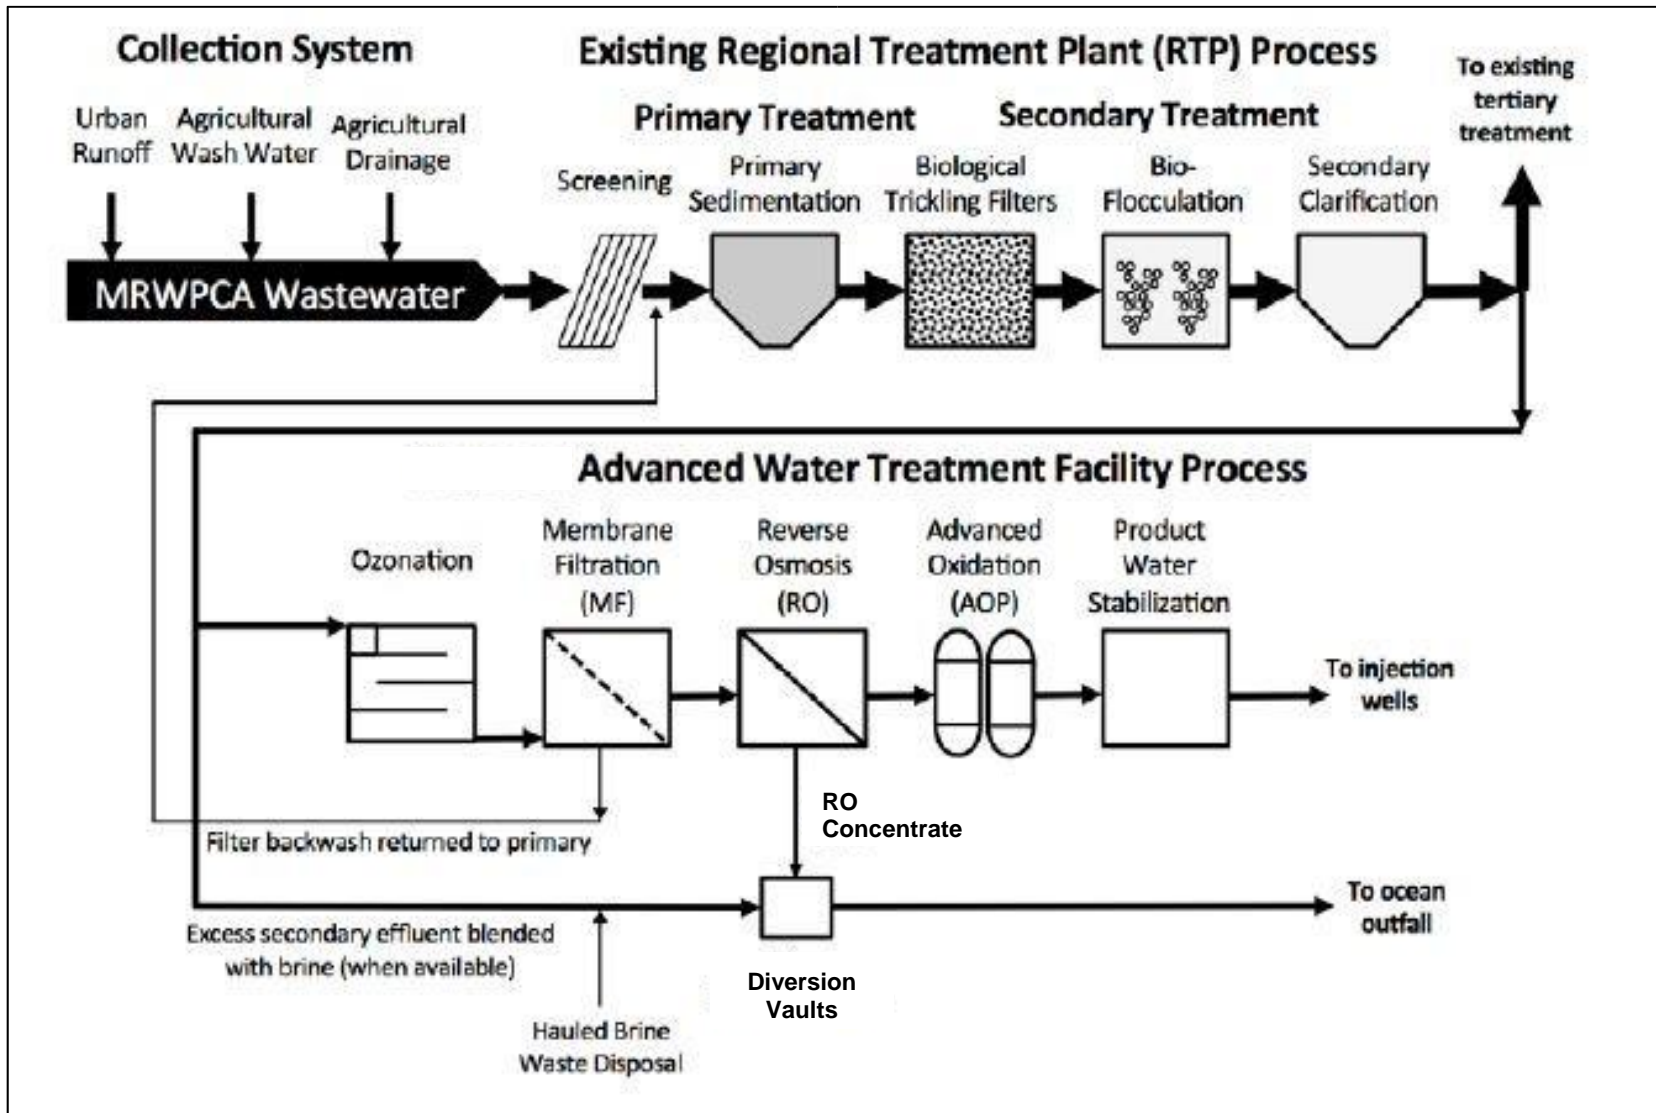 Collection System
Existing Regional Treatment Plant (RTP) Process
To existing
tertiary
treatment
Urban
Runoff
Agricultural
Wash Water
Agricultural
Drainage
Primary Treatment
Secondary Treatment
Screening
Primary
Sedimentation
Biological
Trickling Filters
Bio-
Flocculation
Secondary
Clarification
MRWPCA Wastewater
Advanced Water Treatment Facility Process
Ozonation
Membrane
Filtration
(MF)
Reverse
Osmosis
(RO)
Advanced
Oxidation
(AOP)
Product
Water
Stabilization
To injection
wells
RO
Concentrate
Filter backwash returned to primary
To ocean
outfall
Excess secondary effluent blended
with brine (when available)
Diversion
Vaults
Hauled Brine
Waste Disposal